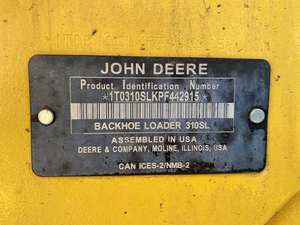 JOHN DEERE
Product Identification Number
*1T0310SLKPF442915*
BACKHOE LOADER 310SL
ASSEMBLED IN USA
DEERE & COMPANY, MOLINE, ILLINOIS, USA
CAN ICES-2/NMB-2